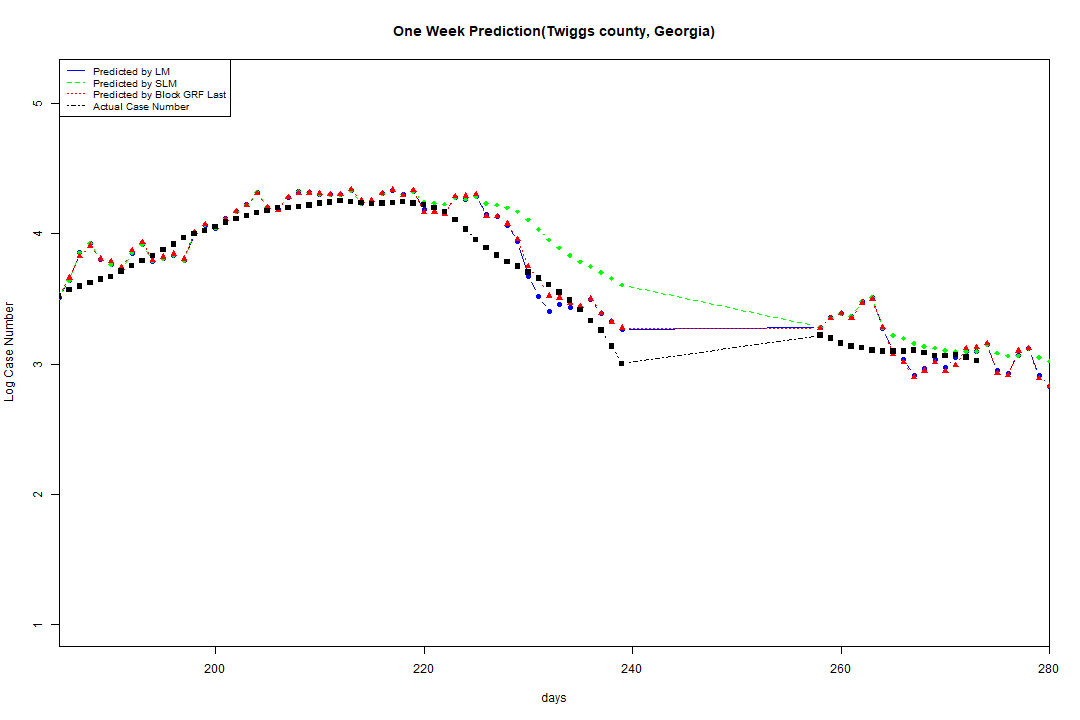 One Week Prediction(Twiggs county, Georgia)
Predicted by LM
Predicted by SLM
Predicted by Block GRF Last
Actual Case Number
5
4
3
2
1
Log Case Number
200
220
240
260
280
days